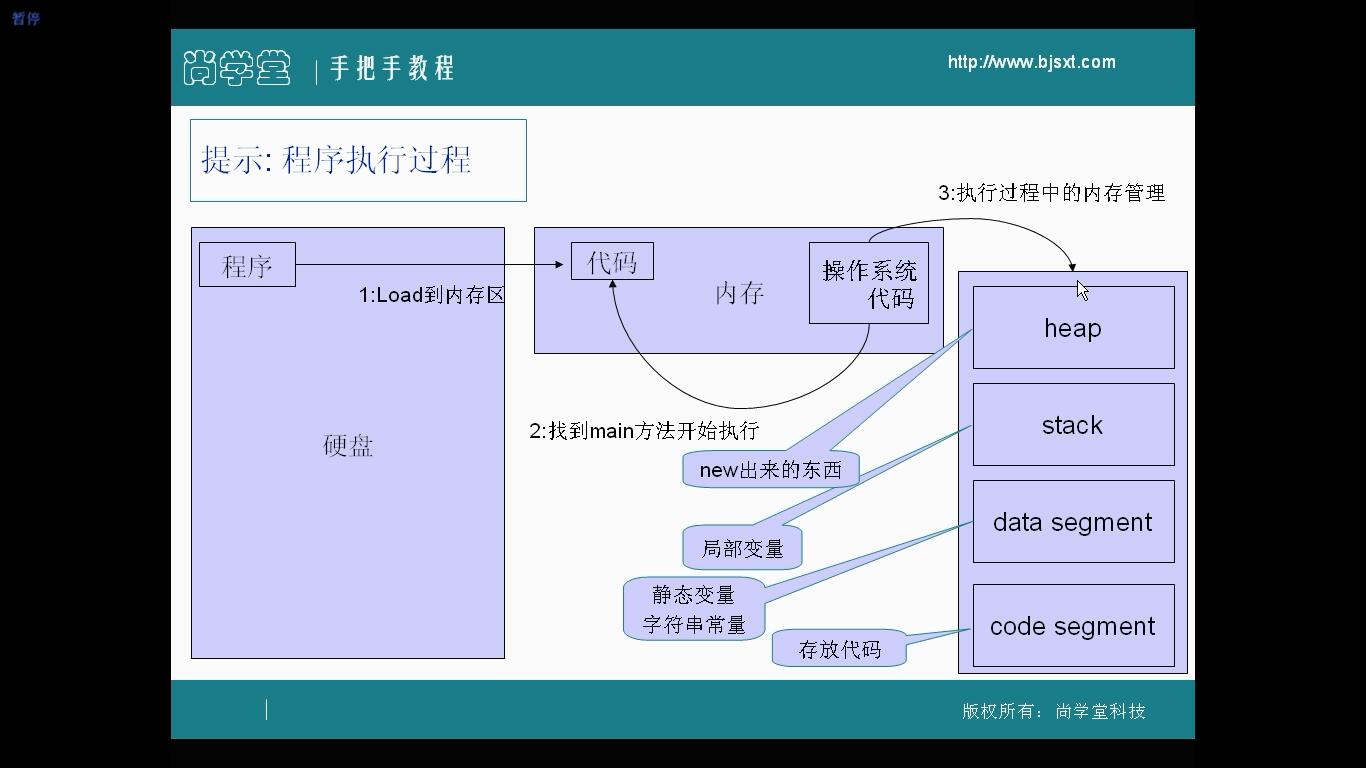 暂停
尚学堂
手把手教程
http://www.bjsxt.com
提示: 程序执行过程
3:执行过程中的内存管理
程序
代码
操作系统
代码
1:Load到内存区
内存
heap
硬盘
2:找到main方法开始执行
stack
new出来的东西
data segment
局部变量
静态变量
字符串常量
code segment
存放代码
版权所有：尚学堂科技